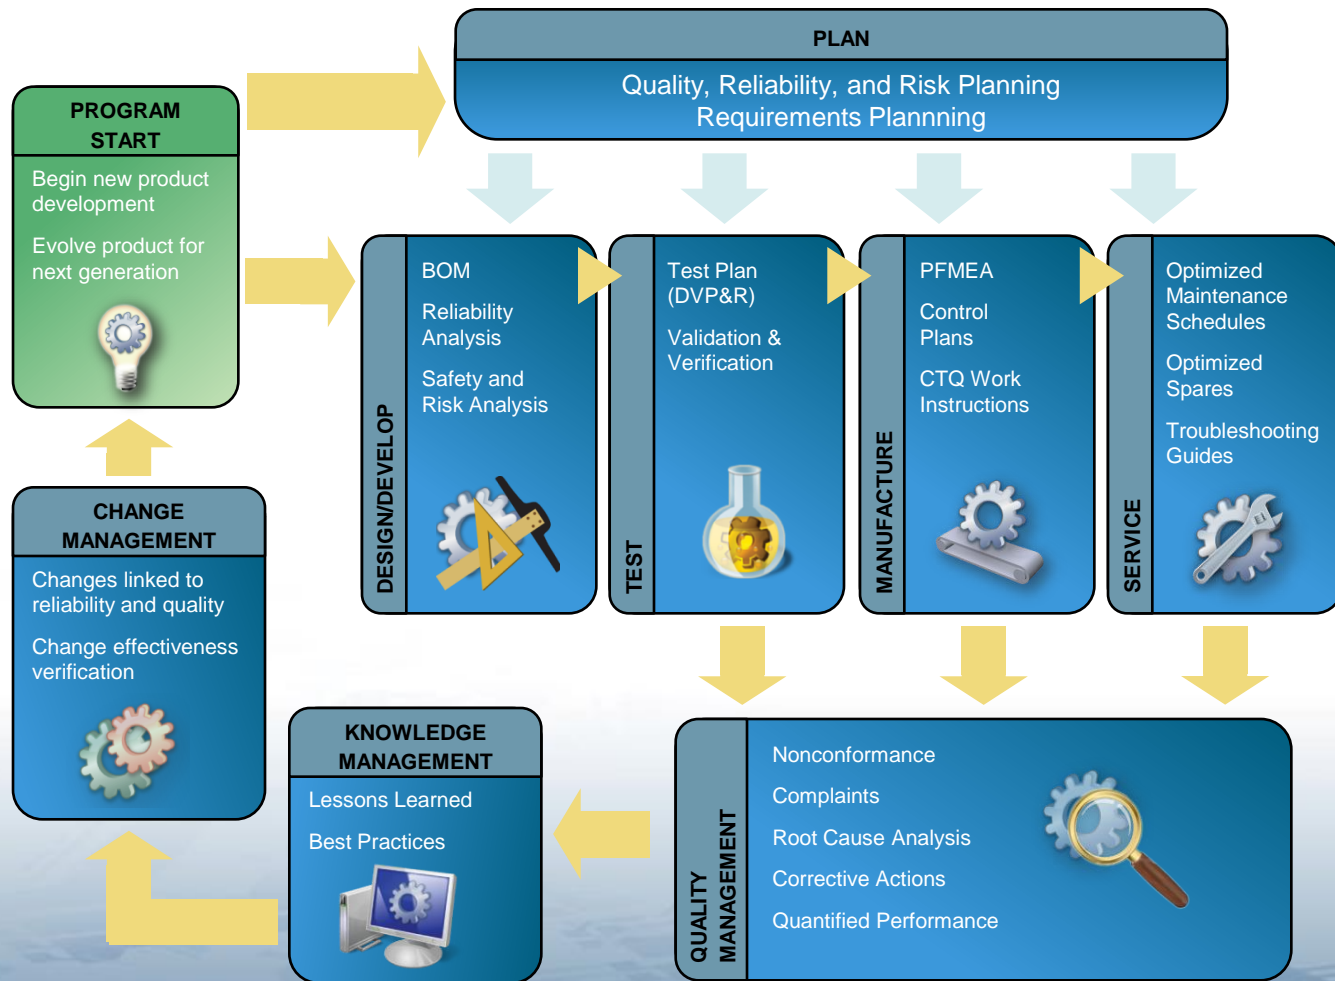 PLAN
Quality, Reliability, and Risk Planning
Requirements Plannning
PROGRAM
START
Begin new product
development
Evolve product for
next generation
DESIGN/DEVELOP
BOM
Reliability
Analysis
Safety and
Risk Analysis
TEST
Test Plan
(DVP&R)
Validation &
Verification
MANUFACTURE
PFMEA
Control
Plans
CTQ Work
Instructions
SERVICE
Optimized
Maintenance
Schedules
Optimized
Spares
Troubleshooting
Guides
CHANGE
MANAGEMENT
Changes linked to
reliability and quality
Change effectiveness
verification
KNOWLEDGE
MANAGEMENT
Lessons Learned
Best Practices
QUALITY
MANAGEMENT
Nonconformance
Complaints
Root Cause Analysis
Corrective Actions
Quantified Performance